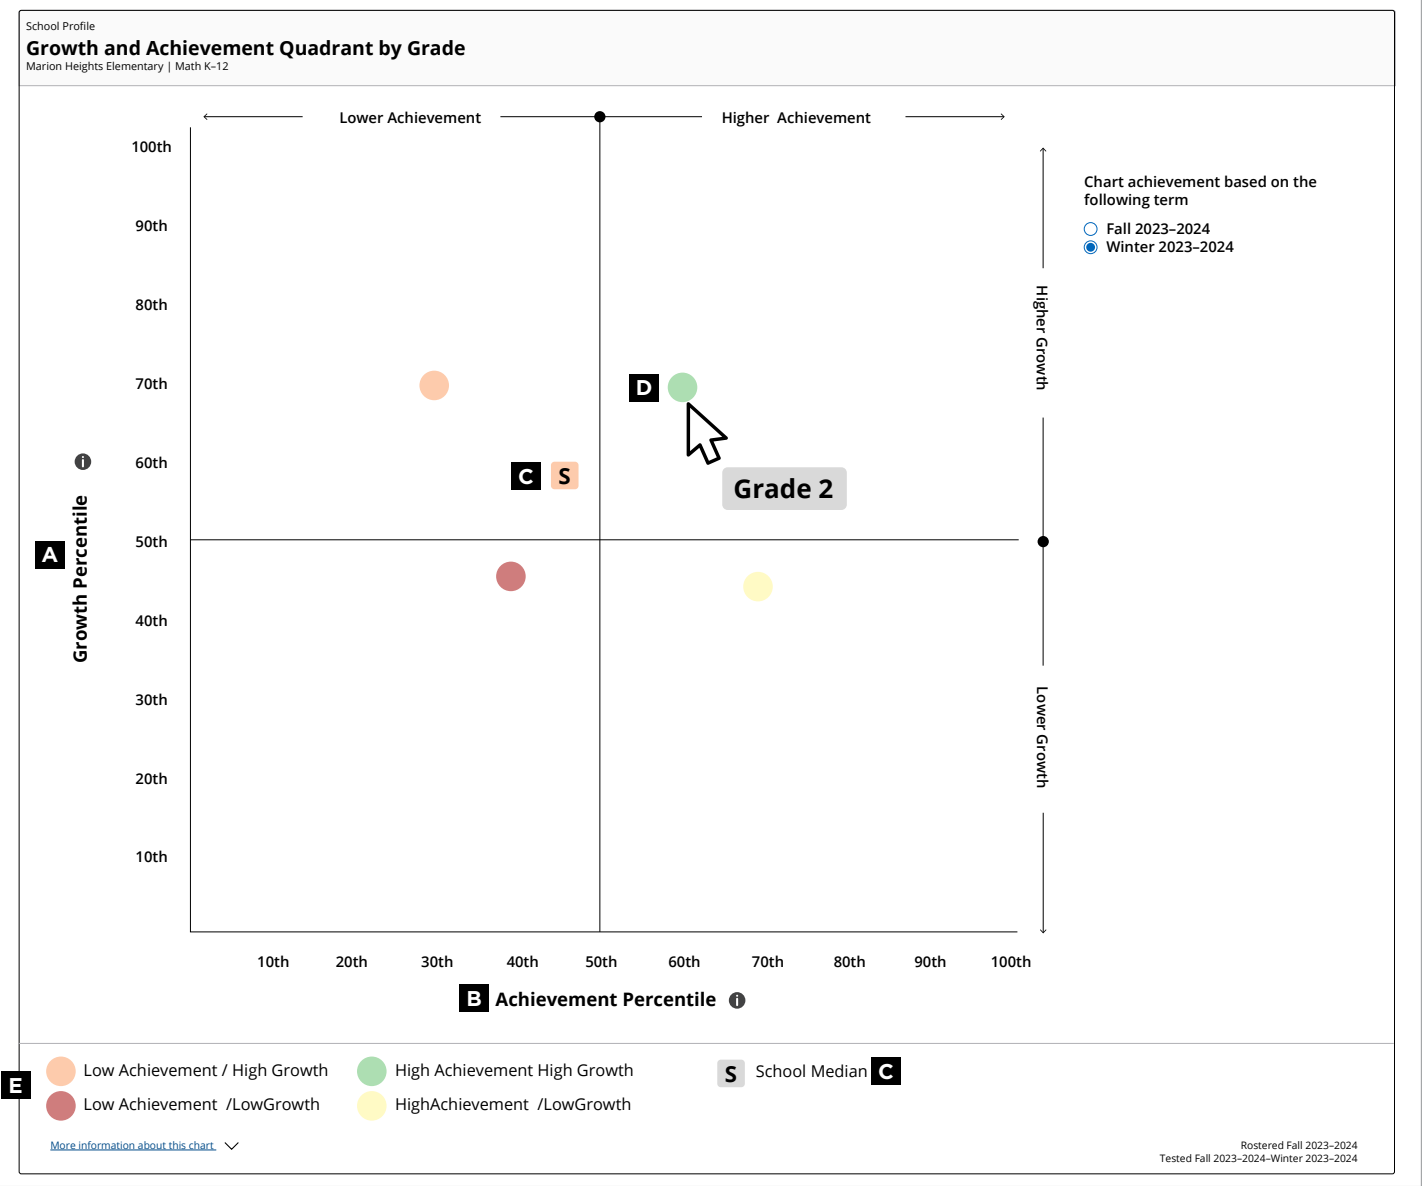 School Profile
Growth and Achievement Quadrant by Grade
Marion Heights Elementary | Math K–12
Lower Achievement
Higher Achievement
100th
90th
80th
70th
60th
50th
40th
30th
20th
10th
A
Growth Percentile
i
D
C
S
Grade 2
Higher Growth
Lower Growth
Chart achievement based on the
following term
Fall 2023–2024
Winter 2023–2024
10th
20th
30th
40th
50th
60th
70th
80th
90th
100th
B Achievement Percentile i
E
Low Achievement / High Growth
High Achievement High Growth
S School Median C
Low Achievement /LowGrowth
HighAchievement /LowGrowth
More information about this chart
Rostered Fall 2023–2024
Tested Fall 2023–2024–Winter 2023–2024